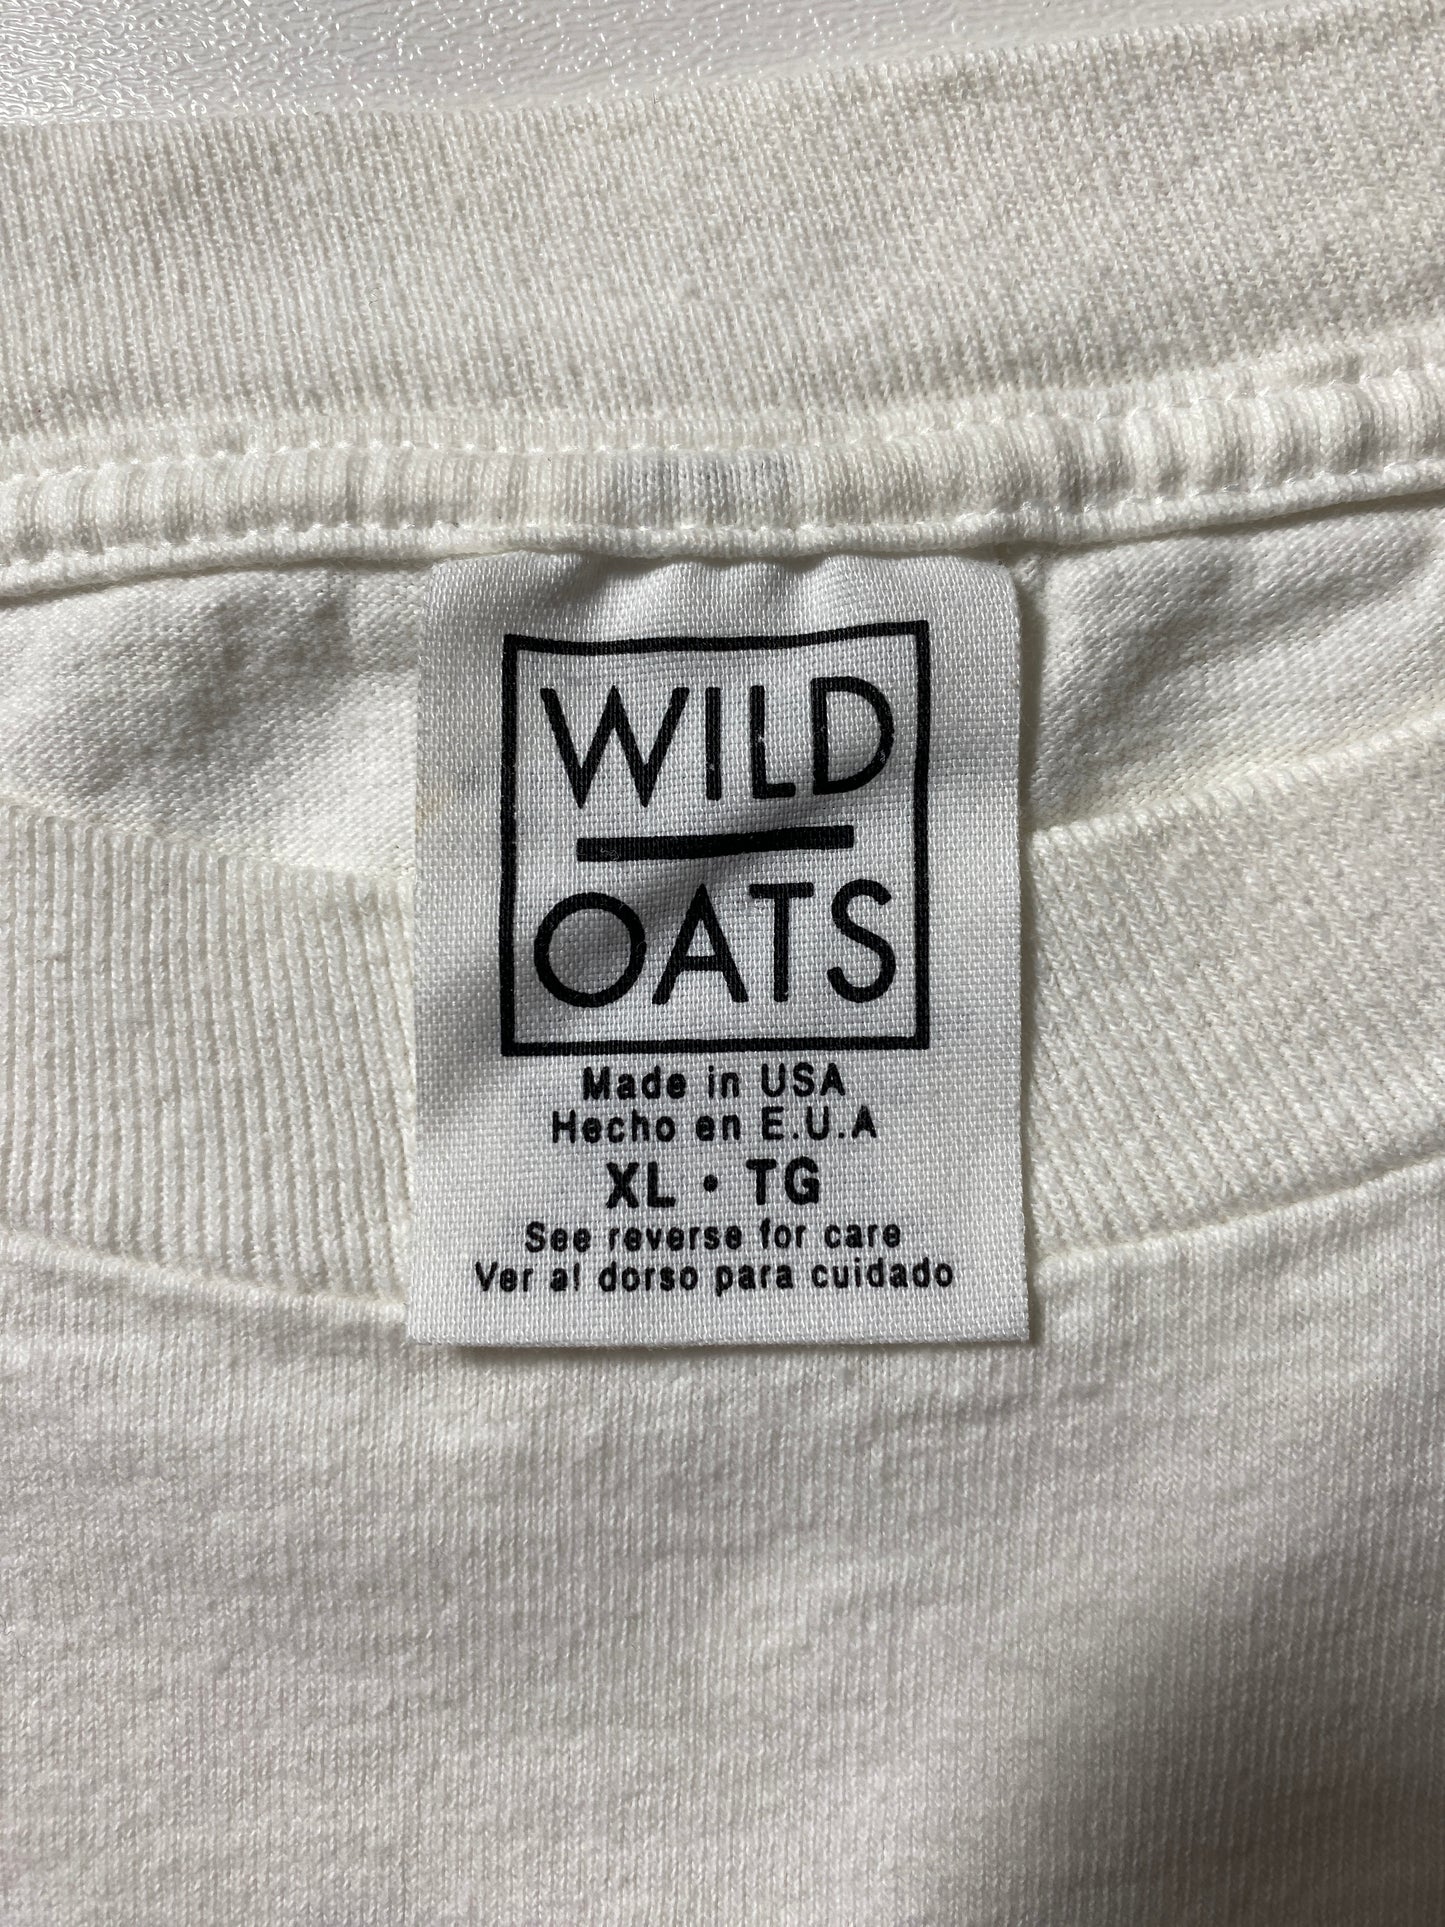 WILD
OATS
Made in USA
Hecho en E.U.A
XL • TG
See reverse for care
Ver al dorso para cuidado